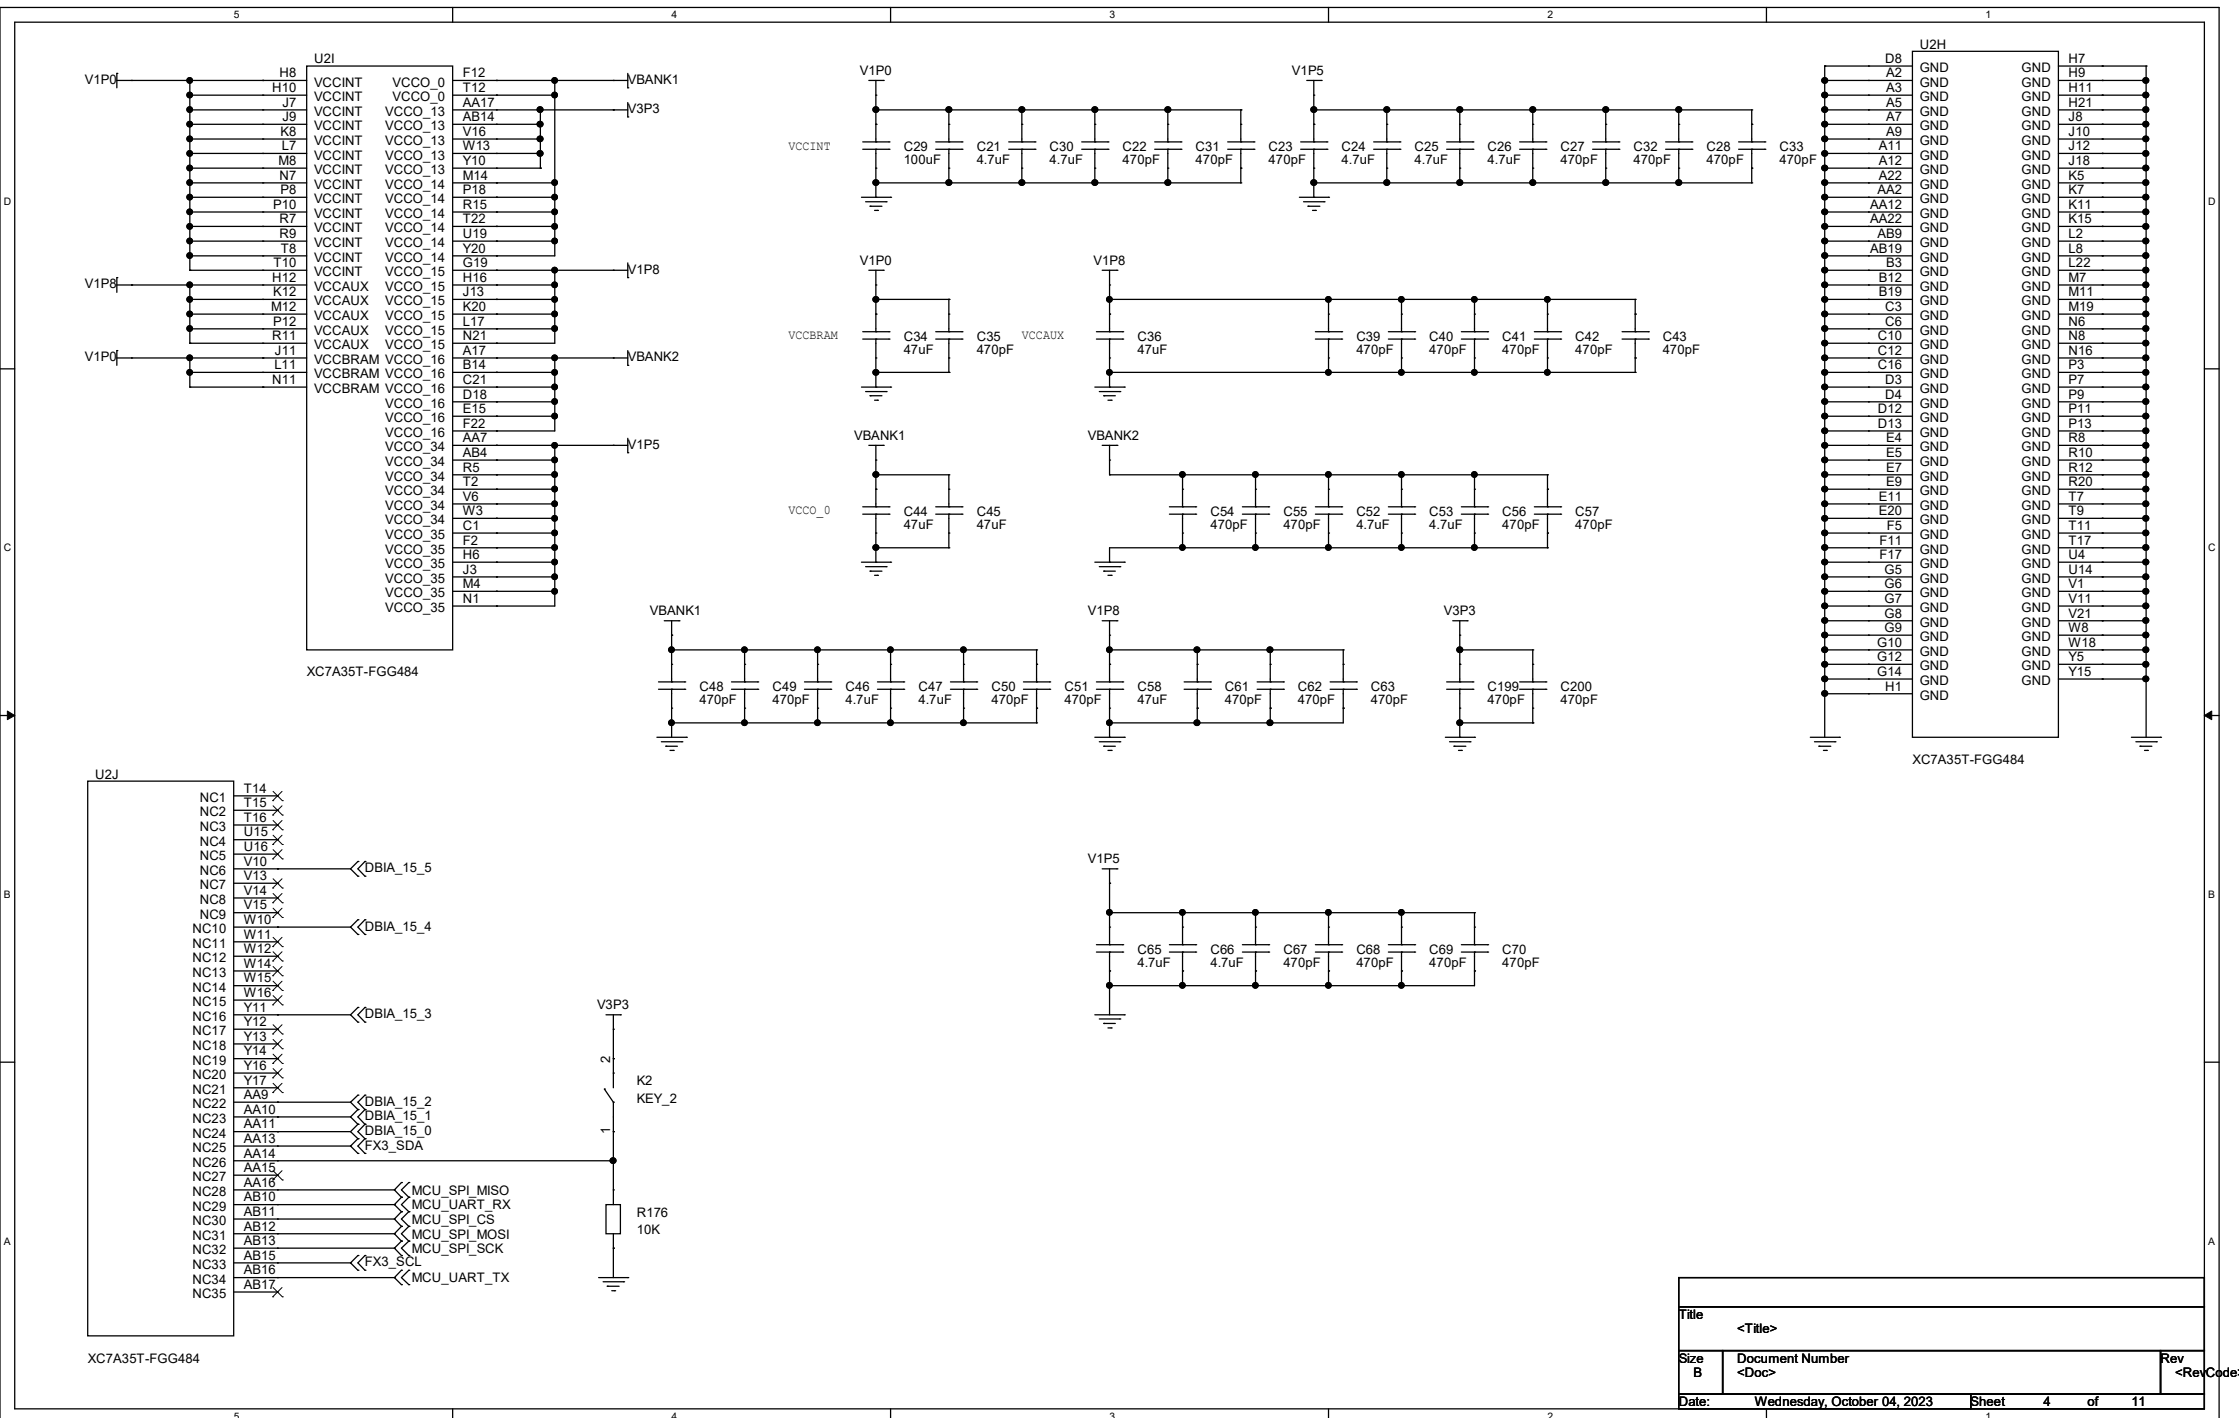 5 4 3 2 1
U2I
V1P0
V1P8
V1P0
H8 VCCINT VCCO_0 F12 VBANK1
H10 VCCINT VCCO_0 T12
J7 VCCINT VCCO_13 AA17 V3P3
J9 VCCINT VCCO_13 AB14
K8 VCCINT VCCO_13 V16
L7 VCCINT VCCO_13 W13
M8 VCCINT VCCO_13 Y10
N7 VCCINT VCCO_14 M14
P8 VCCINT VCCO_14 P18
P10 VCCINT VCCO_14 R15
R7 VCCINT VCCO_14 T22
R9 VCCINT VCCO_14 U19
T8 VCCINT VCCO_14 Y20
T10 VCCINT VCCO_15 G19 V1P8
H12 VCCAUX VCCO_15 H16
K12 VCCAUX VCCO_15 J13
M12 VCCAUX VCCO_15 K20
P12 VCCAUX VCCO_15 L17
R11 VCCAUX VCCO_15 N21
J11 VCCBRAM VCCO_16 A17 VBANK2
L11 VCCBRAM VCCO_16 B14
N11 VCCBRAM VCCO_16 C21
VCCO_16 D18
VCCO_16 E15
VCCO_16 F22
VCCO_34 AA7 V1P5
VCCO_34 AB4
VCCO_34 R5
VCCO_34 T2
VCCO_34 V6
VCCO_34 W3
VCCO_35 C1
VCCO_35 F2
VCCO_35 H6
VCCO_35 J3
VCCO_35 M4
VCCO_35 N1
XC7A35T-FGG484
V1P0 V1P5
VCCINT
C29 C21 C30 C22 C31 C23 C24 C25 C26 C27 C32 C28 C33
100uF 4.7uF 4.7uF 470pF 470pF 470pF 4.7uF 4.7uF 4.7uF 470pF 470pF 470pF 470pF
V1P0 V1P8
VCCBRAM VCCAUX
C34 C35 C36 C39 C40 C41 C42 C43
47uF 470pF 47uF 470pF 470pF 470pF 470pF 470pF
VBANK1 VBANK2
VCCO_0
C44 C45 C54 C55 C52 C53 C56 C57
47uF 47uF 470pF 470pF 4.7uF 4.7uF 470pF 470pF
VBANK1 V1P8 V3P3
C48 C49 C46 C47 C50 C51 C58 C61 C62 C63 C199 C200
470pF 470pF 4.7uF 4.7uF 470pF 470pF 47uF 470pF 470pF 470pF 470pF 470pF
V1P5
C65 C66 C67 C68 C69 C70
4.7uF 4.7uF 470pF 470pF 470pF 470pF
U2H
D8 GND GND H7
A2 GND GND H9
A3 GND GND H11
A5 GND GND H21
A7 GND GND J8
A9 GND GND J10
A11 GND GND J12
A12 GND GND J18
A22 GND GND K5
AA2 GND GND K7
AA12 GND GND K11
AA22 GND GND K15
AB9 GND GND L2
AB19 GND GND L8
B3 GND GND L22
B12 GND GND M7
B19 GND GND M11
C3 GND GND M19
C6 GND GND N6
C10 GND GND N8
C12 GND GND N16
C16 GND GND P3
D3 GND GND P7
D4 GND GND P9
D12 GND GND P11
D13 GND GND P13
E4 GND GND R8
E5 GND GND R10
E7 GND GND R12
E9 GND GND R20
E11 GND GND T7
E20 GND GND T9
F5 GND GND T11
F11 GND GND T17
F17 GND GND U4
G5 GND GND U14
G6 GND GND V1
G7 GND GND V11
G8 GND GND V21
G9 GND GND W8
G10 GND GND W18
G12 GND GND Y5
G14 GND GND Y15
H1 GND
XC7A35T-FGG484
U2J
NC1 T14
NC2 T15
NC3 T16
NC4 U15
NC5 U16
NC6 V10 DBIA_15_5
NC7 V13
NC8 V14
NC9 V15
NC10 W10 DBIA_15_4
NC11 W11
NC12 W12
NC13 W14
NC14 W15
NC15 W16
NC16 Y11 DBIA_15_3
NC17 Y12
NC18 Y13
NC19 Y14
NC20 Y16
NC21 Y17
NC22 AA9 DBIA_15_2
NC23 AA10 DBIA_15_1
NC24 AA11 DBIA_15_0
NC25 AA13 FX3_SDA
NC26 AA14
NC27 AA15
NC28 AA16 MCU_SPI_MISO
NC29 AB10 MCU_UART_RX
NC30 AB11 MCU_SPI_CS
NC31 AB12 MCU_SPI_MOSI
NC32 AB13 MCU_SPI_SCK
NC33 AB15 FX3_SCL
NC34 AB16 MCU_UART_TX
NC35 AB17
XC7A35T-FGG484
V3P3
2
K2
KEY_2
1
R176
10K
D D
C C
B B
A A
Title
<Title>
Size Document Number Rev
B <Doc> <RevCode>
Date: Wednesday, October 04, 2023 Sheet 4 of 11
5 4 3 2 1